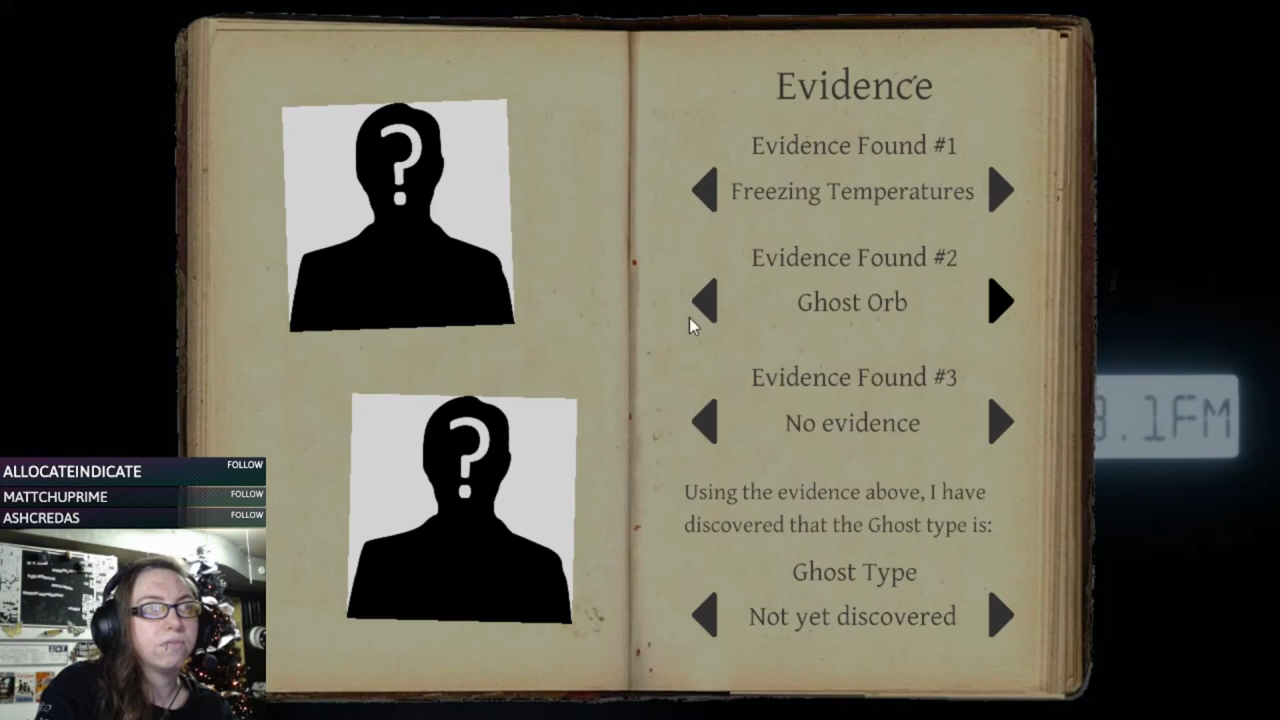 Evidence
Evidence Found #1
Freezing Temperatures
Evidence Found #2
Ghost Orb
Evidence Found #3
No evidence
Using the evidence above, I have
discovered that the Ghost type is:
Ghost Type
Not yet discovered
.1FM
ALLOCATEINDICATE FOLLOW
MATTCHUPRIME FOLLOW
ASHCREDAS FOLLOW